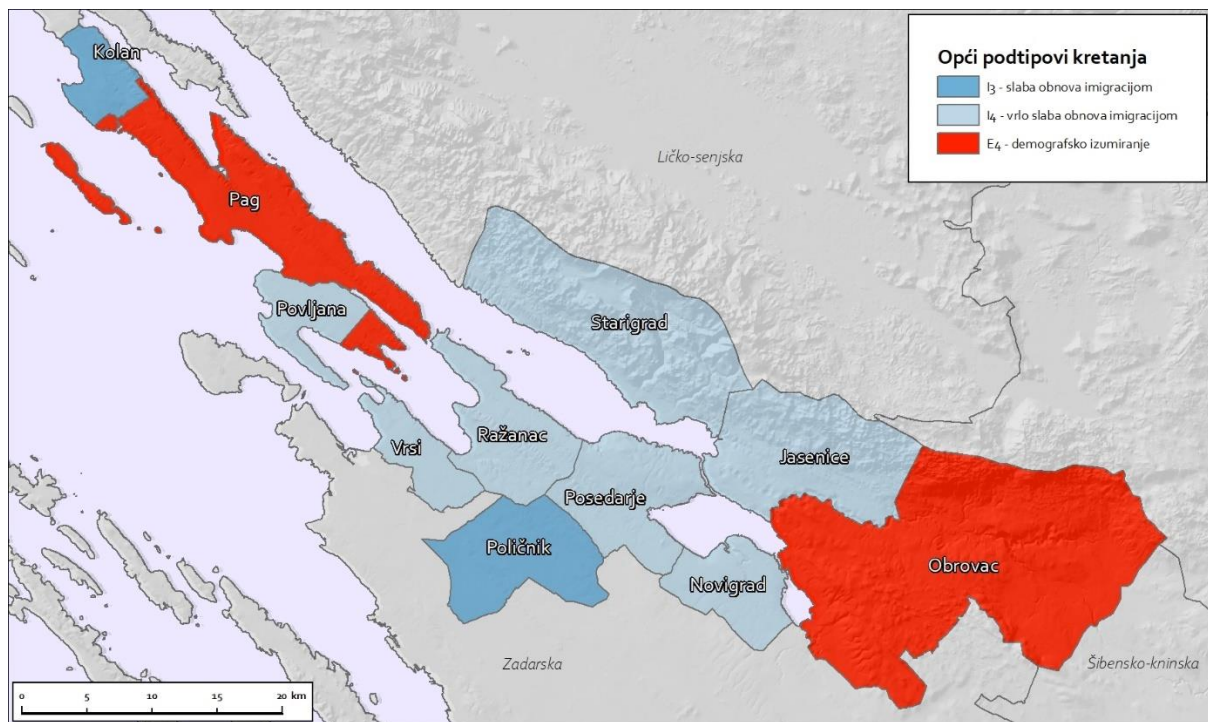 Opći podtipovi kretanja
I3 - slaba obnova imigracijom
I4 - vrlo slaba obnova imigracijom
E4 - demografsko izumiranje
Kolan
Ličko-senjska
Pag
Povljana
Starigrad
Vrsi
Ražanac
Jasenice
Posedarje
Poličnik
Obrovac
Novigrad
Zadarska
Šibensko-kninska
0 5 10 15 20 km